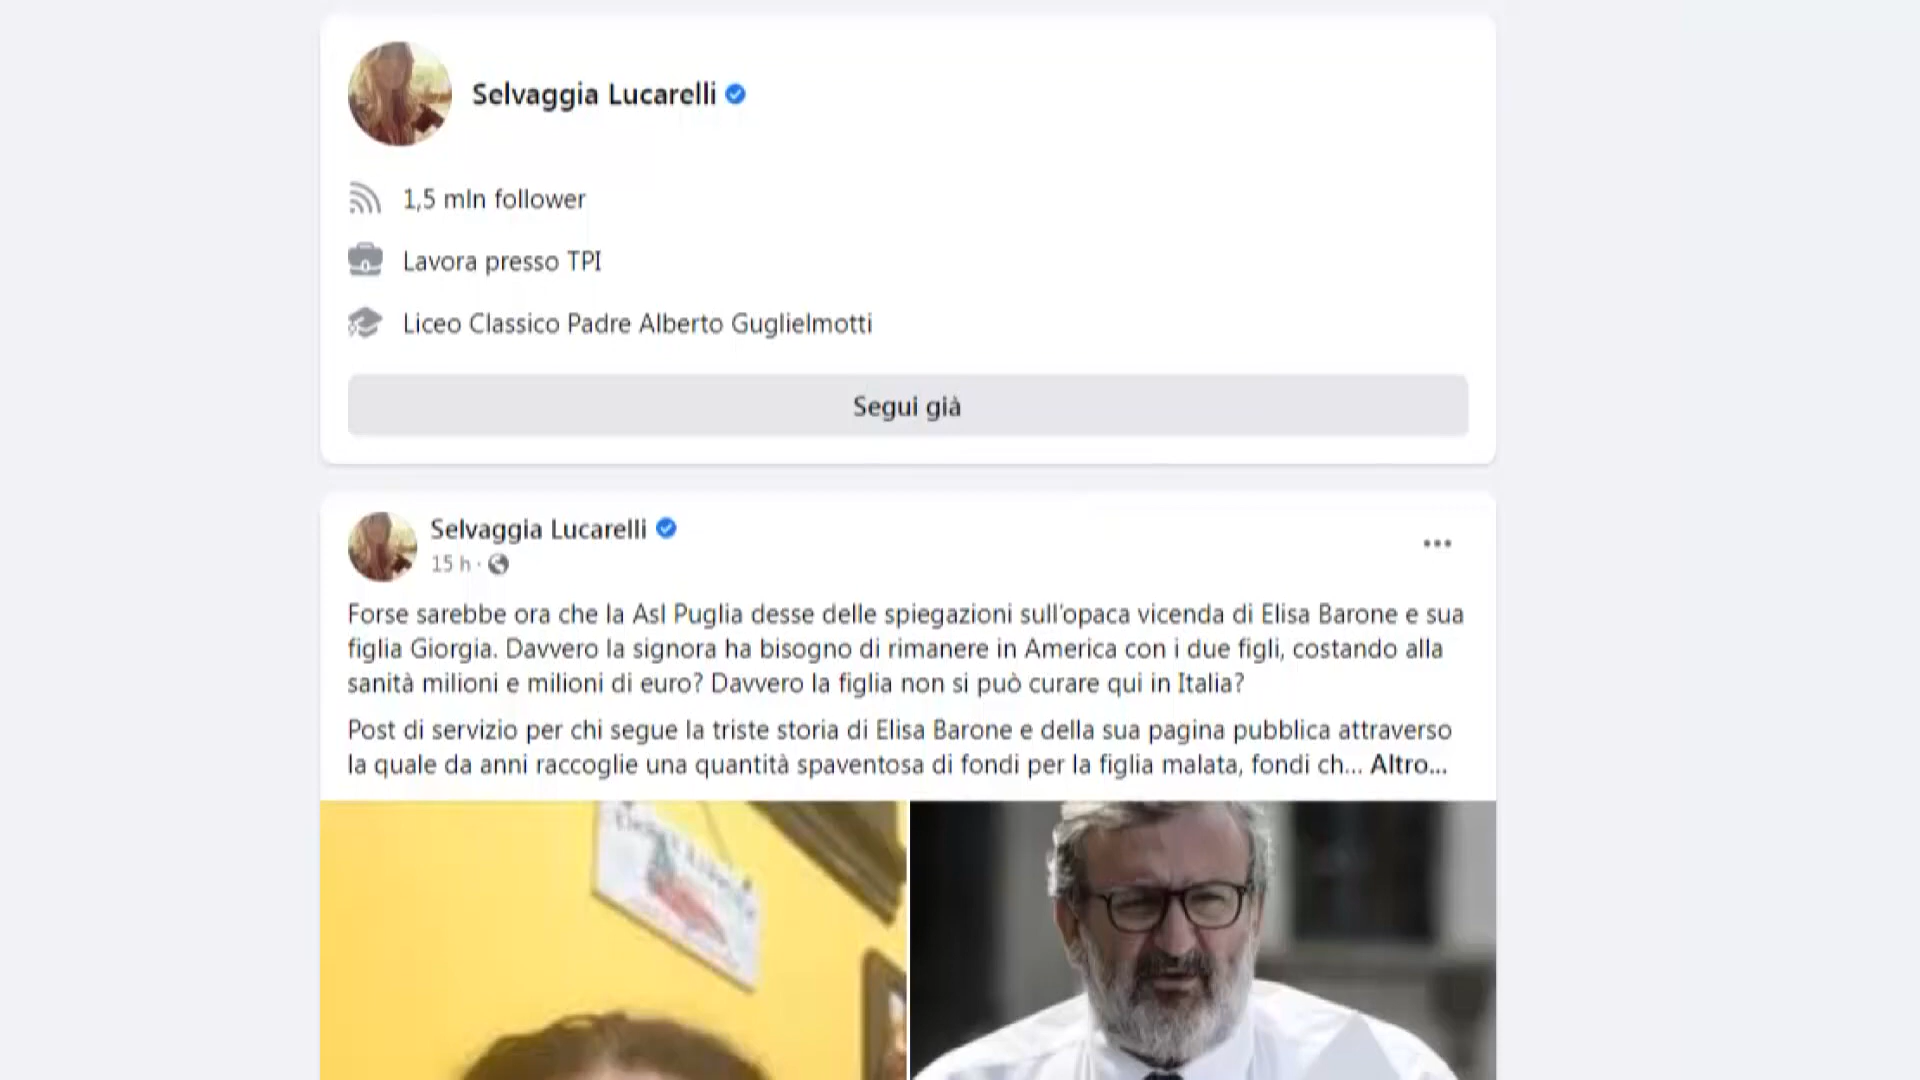 Selvaggia Lucarelli
1,5 mln follower
Lavora presso TPI
Liceo Classico Padre Alberto Guglielmotti
Segui già
Selvaggia Lucarelli
15 h ·
Forse sarebbe ora che la Asl Puglia desse delle spiegazioni sull'opaca vicenda di Elisa Barone e sua
figlia Giorgia. Davvero la signora ha bisogno di rimanere in America con i due figli, costando alla
sanità milioni e milioni di euro? Davvero la figlia non si può curare qui in Italia?
Post di servizio per chi segue la triste storia di Elisa Barone e della sua pagina pubblica attraverso
la quale da anni raccoglie una quantità spaventosa di fondi per la figlia malata, fondi ch... Altro...